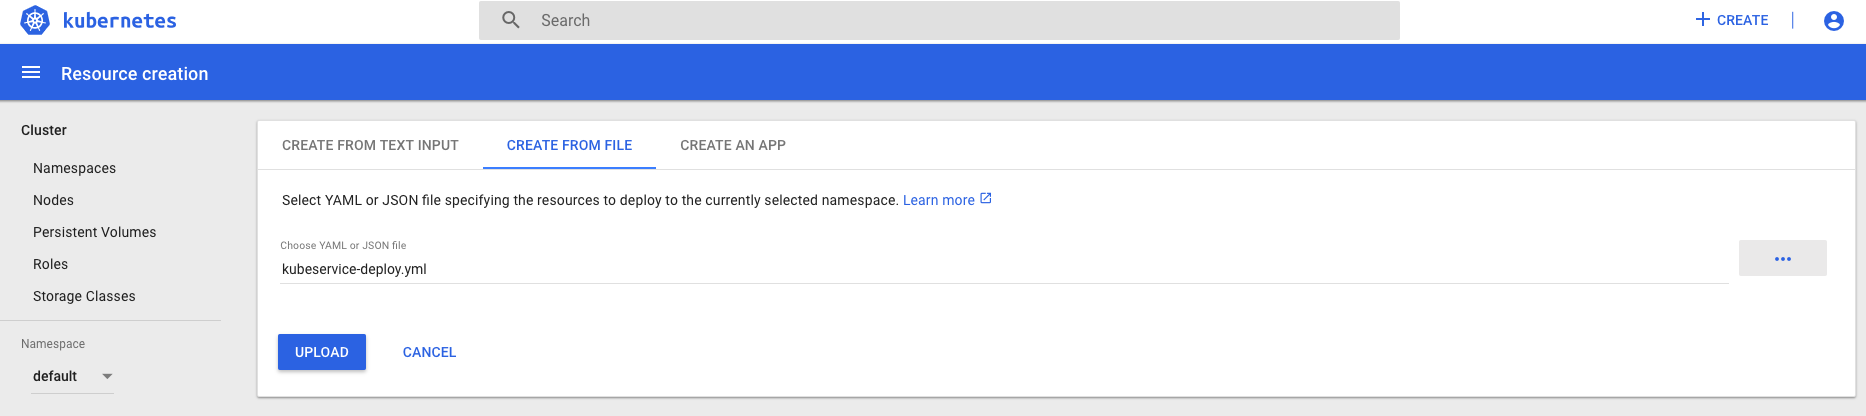 kubernetes
Search
CREATE
Resource creation
Cluster
Namespaces
Nodes
Persistent Volumes
Roles
Storage Classes
Namespace
default
CREATE FROM TEXT INPUT
CREATE FROM FILE
CREATE AN APP
Select YAML or JSON file specifying the resources to deploy to the currently selected namespace. Learn more
Choose YAML or JSON file
kubeservice-deploy.yml
UPLOAD
CANCEL